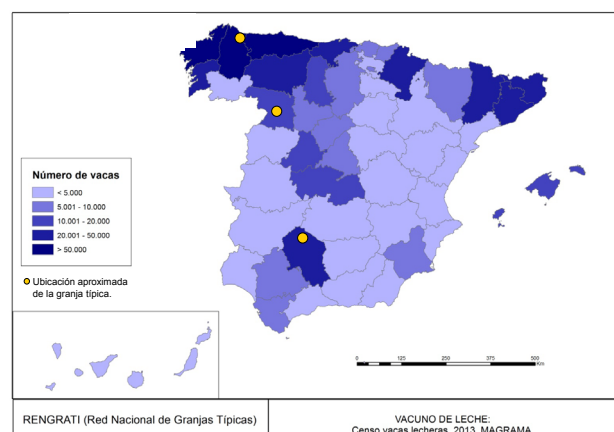 Número de vacas
< 5.000
5.001 - 10.000
10.001 - 20.000
20.001 - 50.000
> 50.000
Ubicación aproximada
de la granja típica.
125 250 375 500
Km
RENGRATI (Red Nacional de Granjas Típicas)
VACUNO DE LECHE:
Censo vacas lecheras, 2013. MAGRAMA